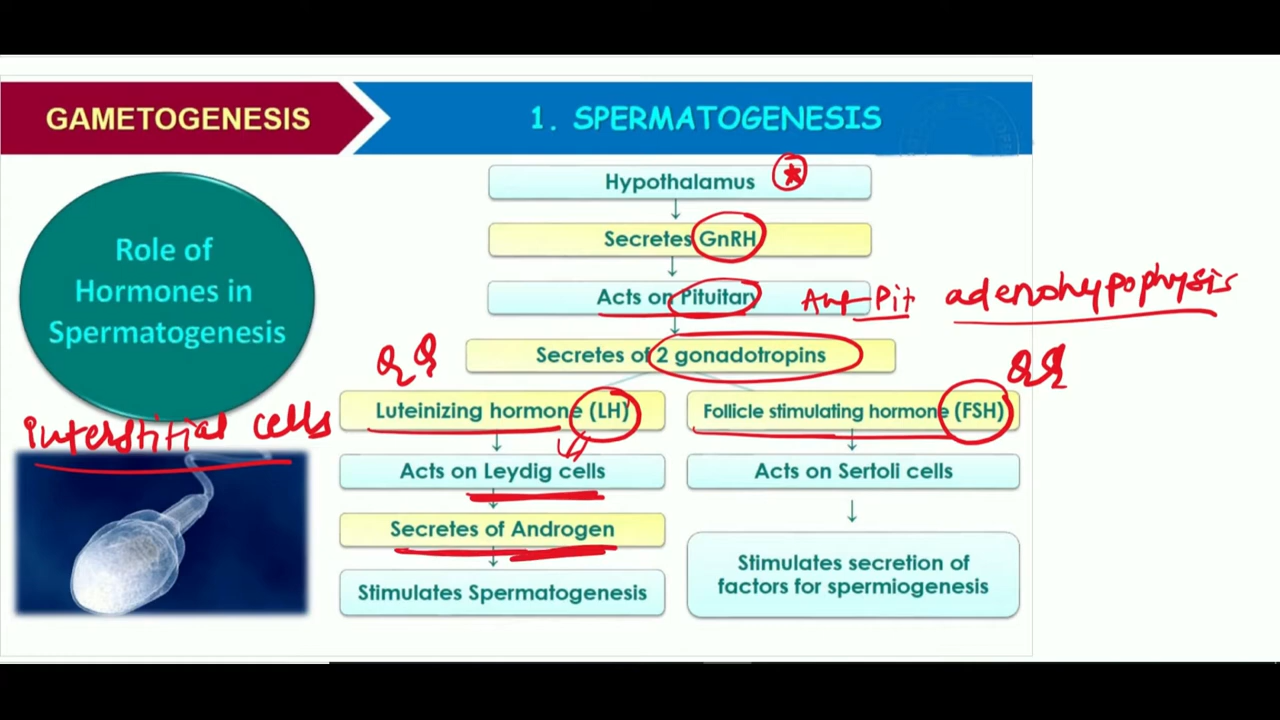 GAMETOGENESIS
1. SPERMATOGENESIS
Role of
Hormones in
Spermatogenesis
Hypothalamus
Secretes GnRH
Acts on Pituitary
Pit adenohypophysis
Secretes of 2 gonadotropins
Luteinizing hormone (LH)
Follicle stimulating hormone (FSH)
interstitial cells
Acts on Leydig cells
Acts on Sertoli cells
Secretes of Androgen
Stimulates Spermatogenesis
Stimulates secretion of
factors for spermiogenesis